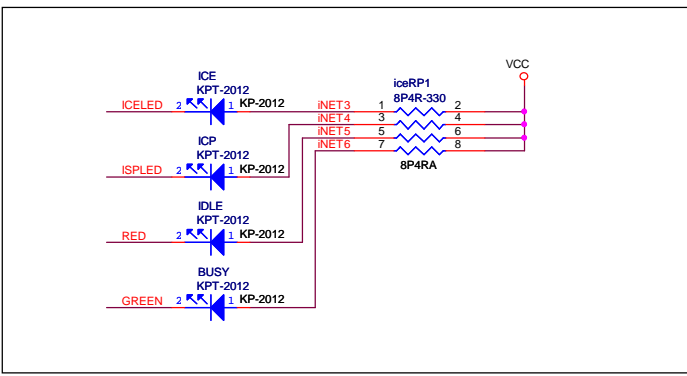 VCC
ICE
KPT-2012
iceRP1
8P4R-330
ICELED 2 1 KP-2012 iNET3 1 2
iNET4 3 4
iNET5 5 6
iNET6 7 8
8P4RA
ICP
KPT-2012
ISPLED 2 1 KP-2012
IDLE
KPT-2012
RED 2 1 KP-2012
BUSY
KPT-2012
GREEN 2 1 KP-2012